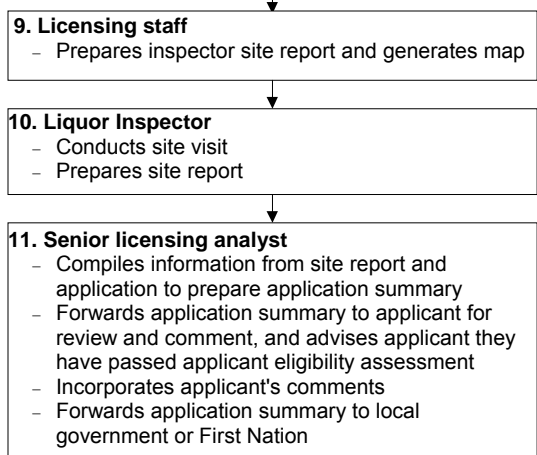 9. Licensing staff
– Prepares inspector site report and generates map
10. Liquor Inspector
– Conducts site visit
– Prepares site report
11. Senior licensing analyst
– Compiles information from site report and
application to prepare application summary
– Forwards application summary to applicant for
review and comment, and advises applicant they
have passed applicant eligibility assessment
– Incorporates applicant's comments
– Forwards application summary to local
government or First Nation